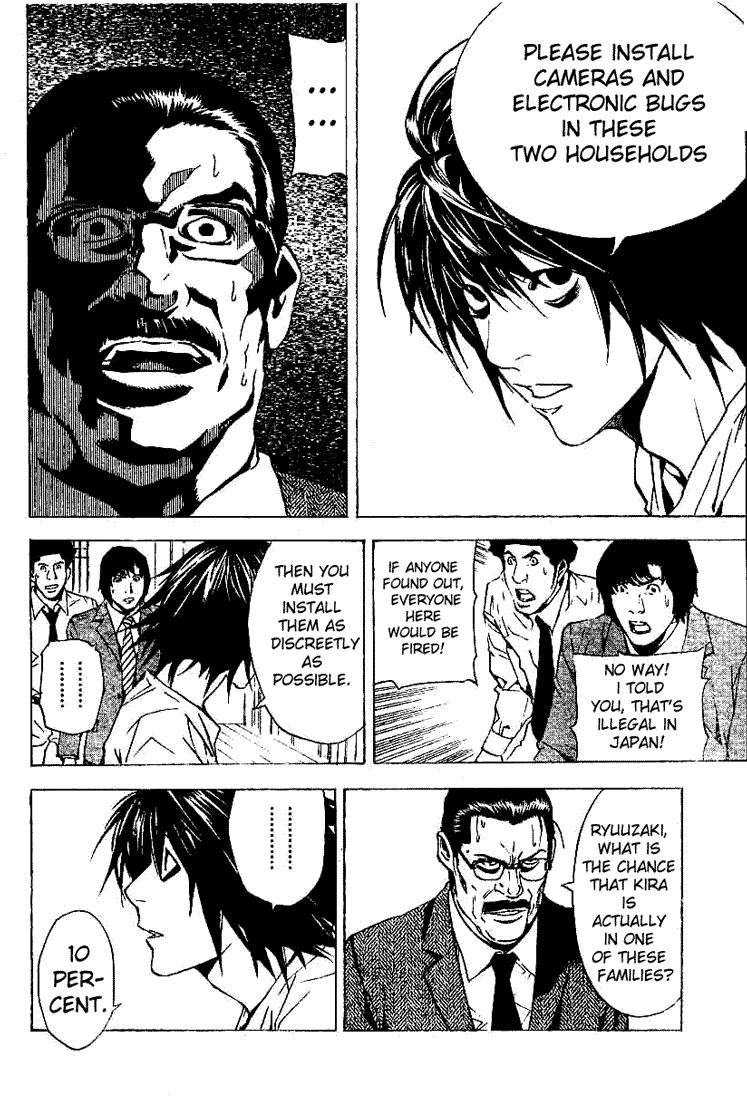 PLEASE INSTALL
CAMERAS AND
ELECTRONIC BUGS
IN THESE
TWO HOUSEHOLDS
...
...
NO WAY!
I TOLD
YOU, THAT'S
ILLEGAL IN
JAPAN!
IF ANYONE
FOUND OUT,
EVERYONE
HERE
WOULD BE
FIRED!
THEN YOU
MUST
INSTALL
THEM AS
DISCREETLY
AS
POSSIBLE.
......
......
RYUUZAKI,
WHAT IS
THE CHANCE
THAT KIRA
IS
ACTUALLY
IN ONE
OF THESE
FAMILIES?
......
......
10
PER-
CENT.